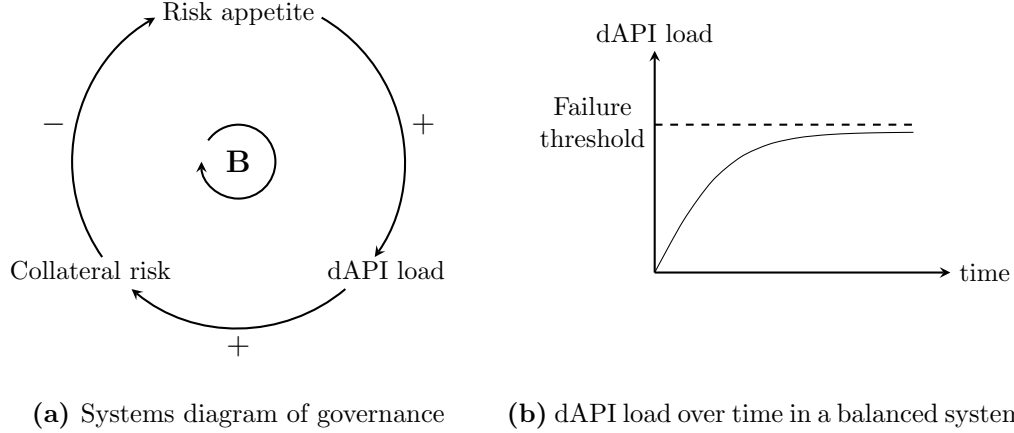 Risk appetite
−
+
B
Collateral risk
dAPI load
+
(a) Systems diagram of governance
dAPI load
Failure
threshold
time
(b) dAPI load over time in a balanced system